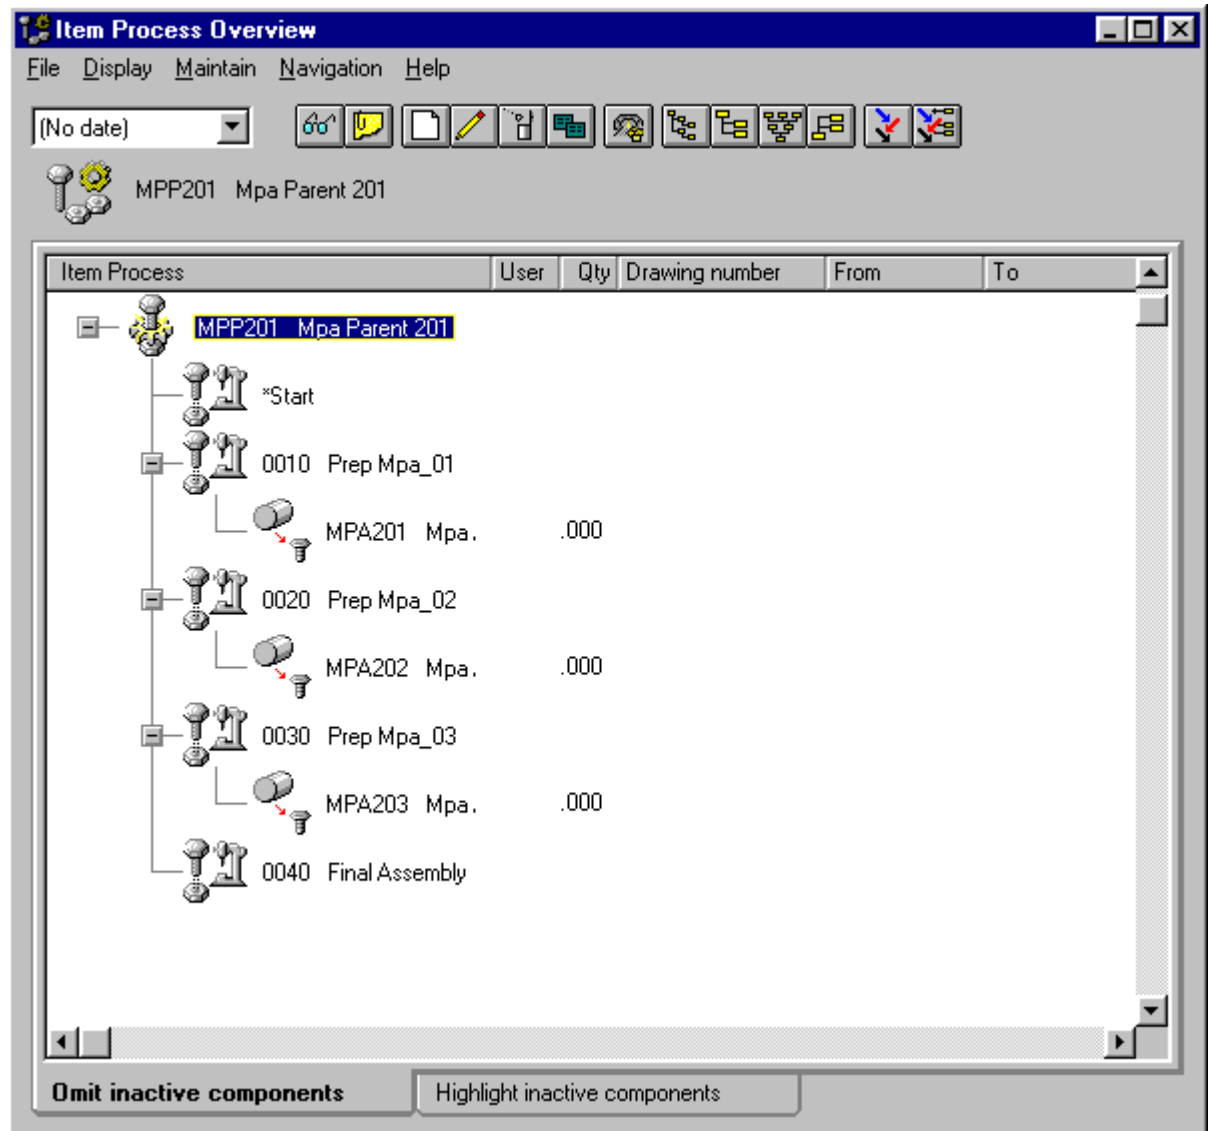 Item Process Overview
File Display Maintain Navigation Help
(No date)
MPP201 Mpa Parent 201
Item Process User Qty Drawing number From To
MPP201 Mpa Parent 201
*Start
0010 Prep Mpa_01
MPA201 Mpa. .000
0020 Prep Mpa_02
MPA202 Mpa. .000
0030 Prep Mpa_03
MPA203 Mpa. .000
0040 Final Assembly
Omit inactive components Highlight inactive components